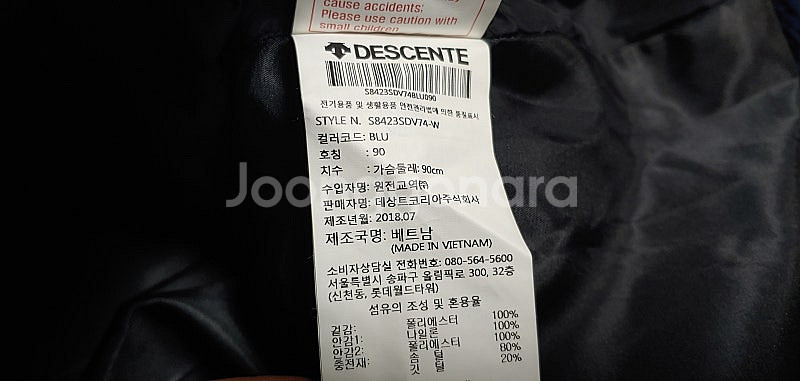 cause accidents;
Please use caution with
small children
DESCENTE
S8423SDV74BLU090
전기용품 및 생활용품 안전관리법에 의한 품질표시
STYLE N. S8423SDV74-W
컬러코드: BLU
호칭 : 90
치수 : 가슴둘레: 90cm
수입자명: 원전교역㈜
판매자명: 데상트코리아주식회사
제조년월: 2018.07
제조국명: 베트남
(MADE IN VIETNAM)
소비자상담실 전화번호: 080-564-5600
서울특별시 송파구 올림픽로 300, 32층
(신천동, 롯데월드타워)
섬유의 조성 및 혼용율
겉감: 폴리에스터 100%
안감1: 나일론 100%
안감2: 폴리에스터 100%
충전재: 솜털 80%
깃털 20%